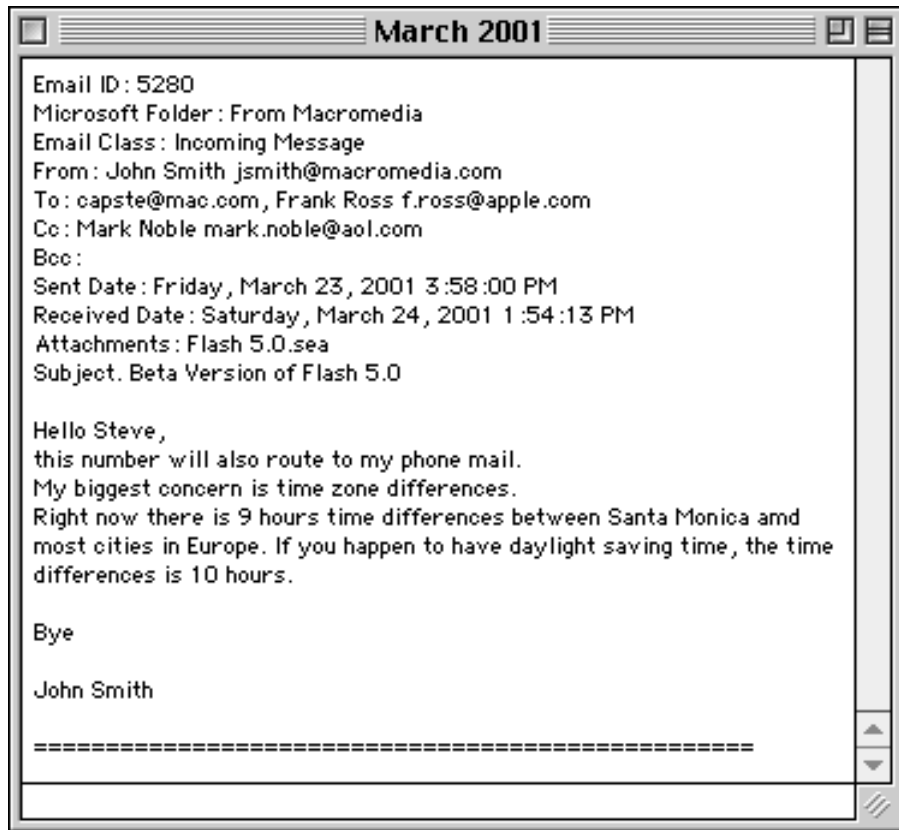 March 2001
Email ID: 5280
Microsoft Folder: From Macromedia
Email Class: Incoming Message
From: John Smith jsmith@macromedia.com
To: capste@mac.com, Frank Ross f.ross@apple.com
Cc: Mark Noble mark.noble@aol.com
Bcc:
Sent Date: Friday, March 23, 2001 3:58:00 PM
Received Date: Saturday, March 24, 2001 1:54:13 PM
Attachments: Flash 5.0.sea
Subject. Beta Version of Flash 5.0
Hello Steve,
this number will also route to my phone mail.
My biggest concern is time zone differences.
Right now there is 9 hours time differences between Santa Monica amd
most cities in Europe. If you happen to have daylight saving time, the time
differences is 10 hours.
Bye
John Smith
==================================================